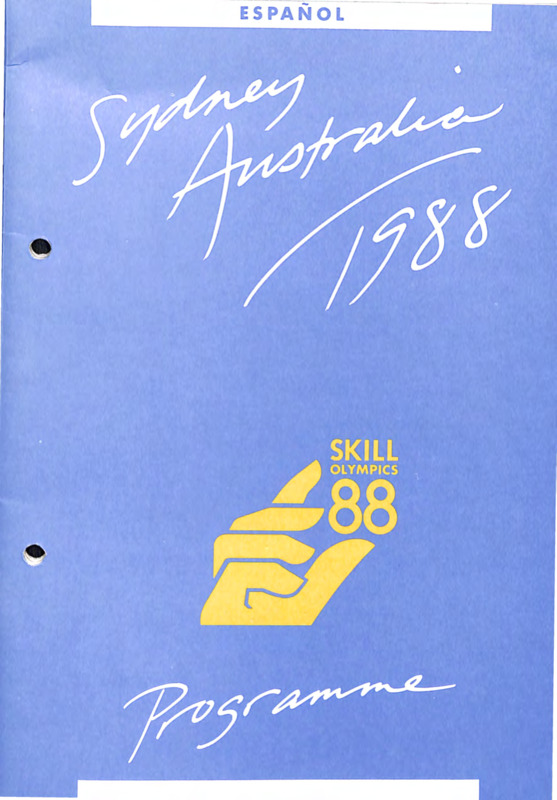 ESPAÑOL
Sydney
Australia
1988
SKILL
OLYMPICS
88
Programme